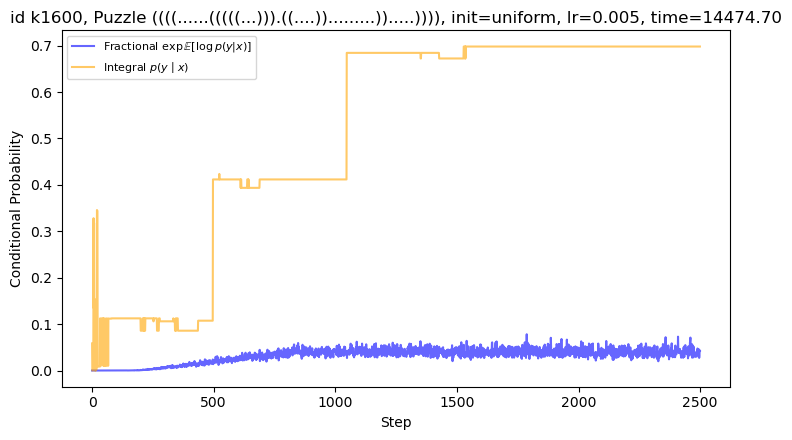 id k1600, Puzzle ((((......(((((...))).((....)).........)).....)))), init=uniform, lr=0.005, time=14474.70
Fractional exp𝔼[log p(y|x)]
Integral p(y | x)
Conditional Probability
0.7
0.6
0.5
0.4
0.3
0.2
0.1
0.0
0 500 1000 1500 2000 2500
Step